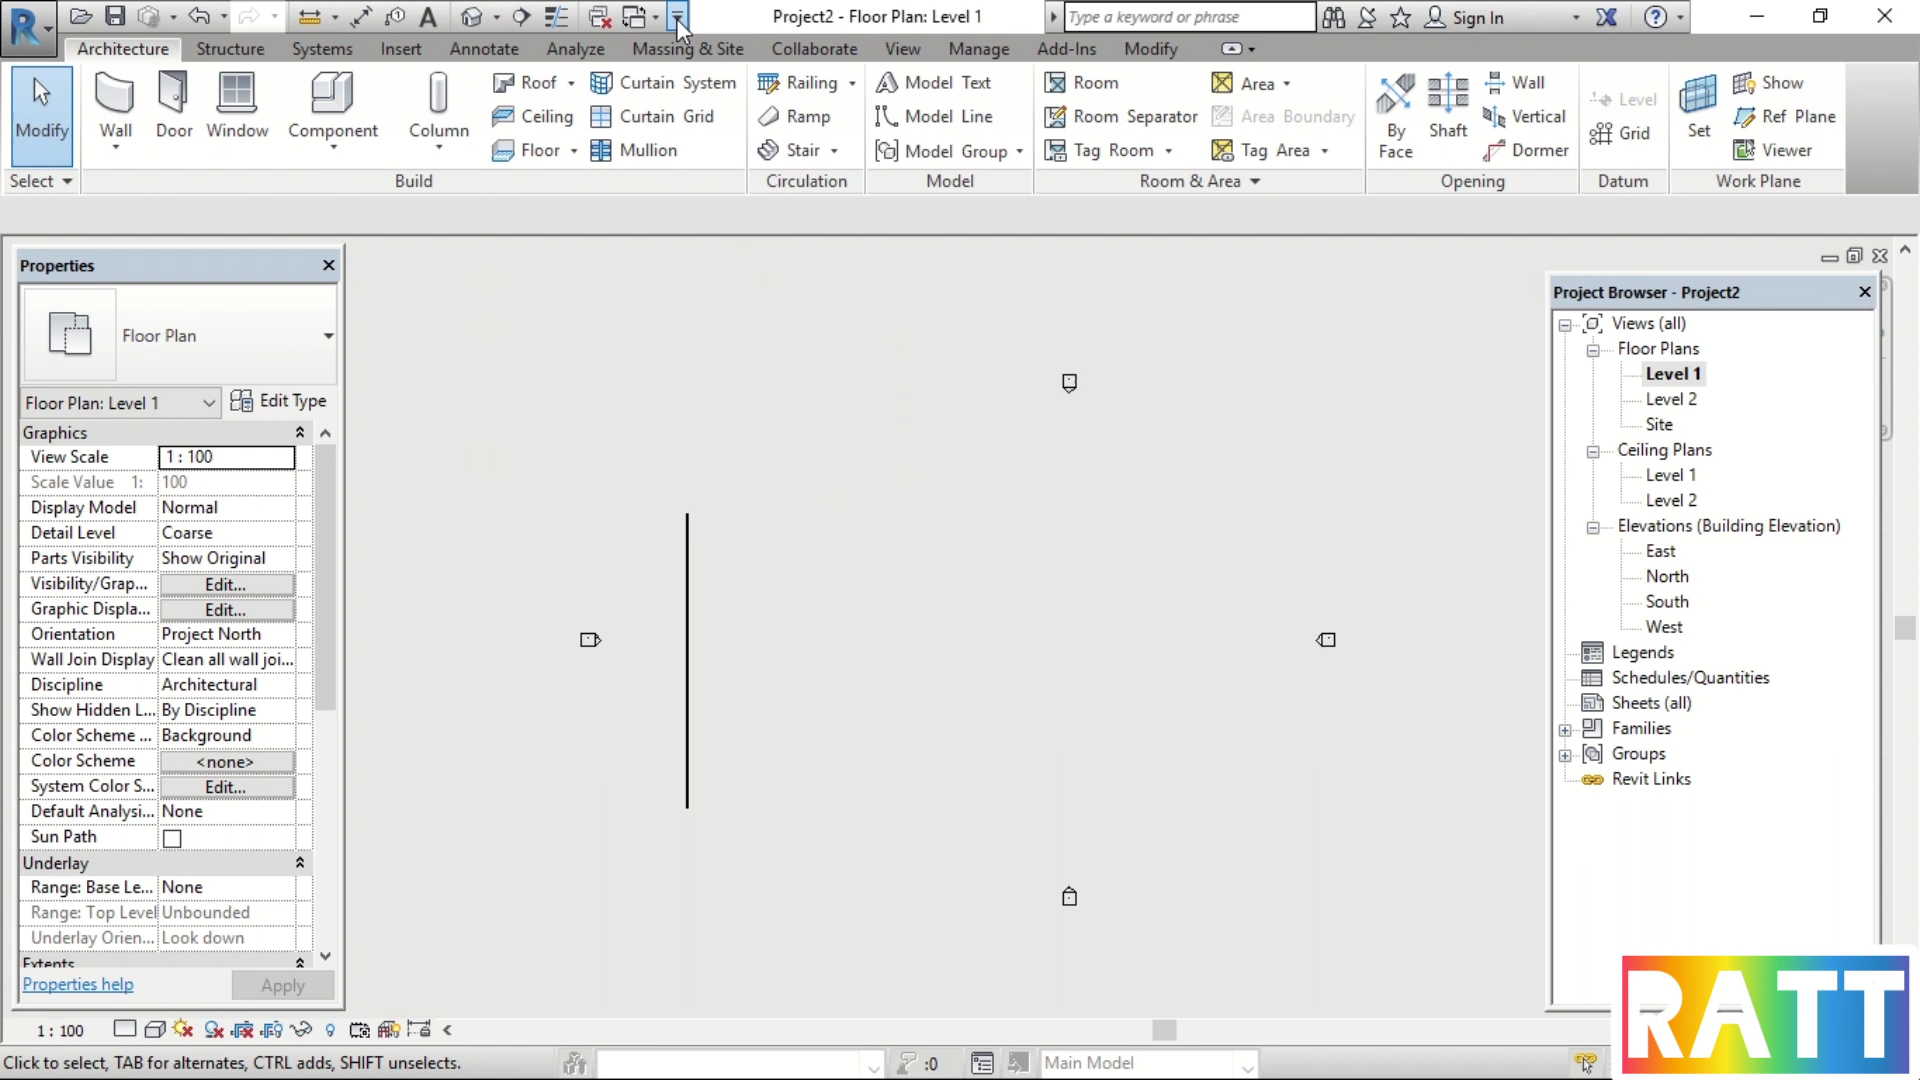 Project2 - Floor Plan: Level 1
Type a keyword or phrase
Sign In
Architecture Structure Systems Insert Annotate Analyze Massing & Site Collaborate View Manage Add-Ins Modify
Modify
Wall
Door
Window
Component
Column
Roof
Ceiling
Floor
Curtain System
Curtain Grid
Mullion
Railing
Ramp
Stair
Model Text
Model Line
Model Group
Room
Room Separator
Tag Room
Area
Area Boundary
Tag Area
By
Face
Shaft
Wall
Vertical
Dormer
Level
Grid
Set
Show
Ref Plane
Viewer
Select Build Circulation Model Room & Area Opening Datum Work Plane
Properties
Floor Plan
Floor Plan: Level 1
Edit Type
Graphics
View Scale 1 : 100
Scale Value 1: 100
Display Model Normal
Detail Level Coarse
Parts Visibility Show Original
Visibility/Grap... Edit...
Graphic Displa... Edit...
Orientation Project North
Wall Join Display Clean all wall joi...
Discipline Architectural
Show Hidden L... By Discipline
Color Scheme ... Background
Color Scheme <none>
System Color S... Edit...
Default Analysi... None
Sun Path
Underlay
Range: Base Le... None
Range: Top Level Unbounded
Underlay Orien... Look down
Extents
Properties help
Apply
Project Browser - Project2
Views (all)
Floor Plans
Level 1
Level 2
Site
Ceiling Plans
Level 1
Level 2
Elevations (Building Elevation)
East
North
South
West
Legends
Schedules/Quantities
Sheets (all)
Families
Groups
Revit Links
1 : 100
Click to select, TAB for alternates, CTRL adds, SHIFT unselects.
:0
Main Model
RATT